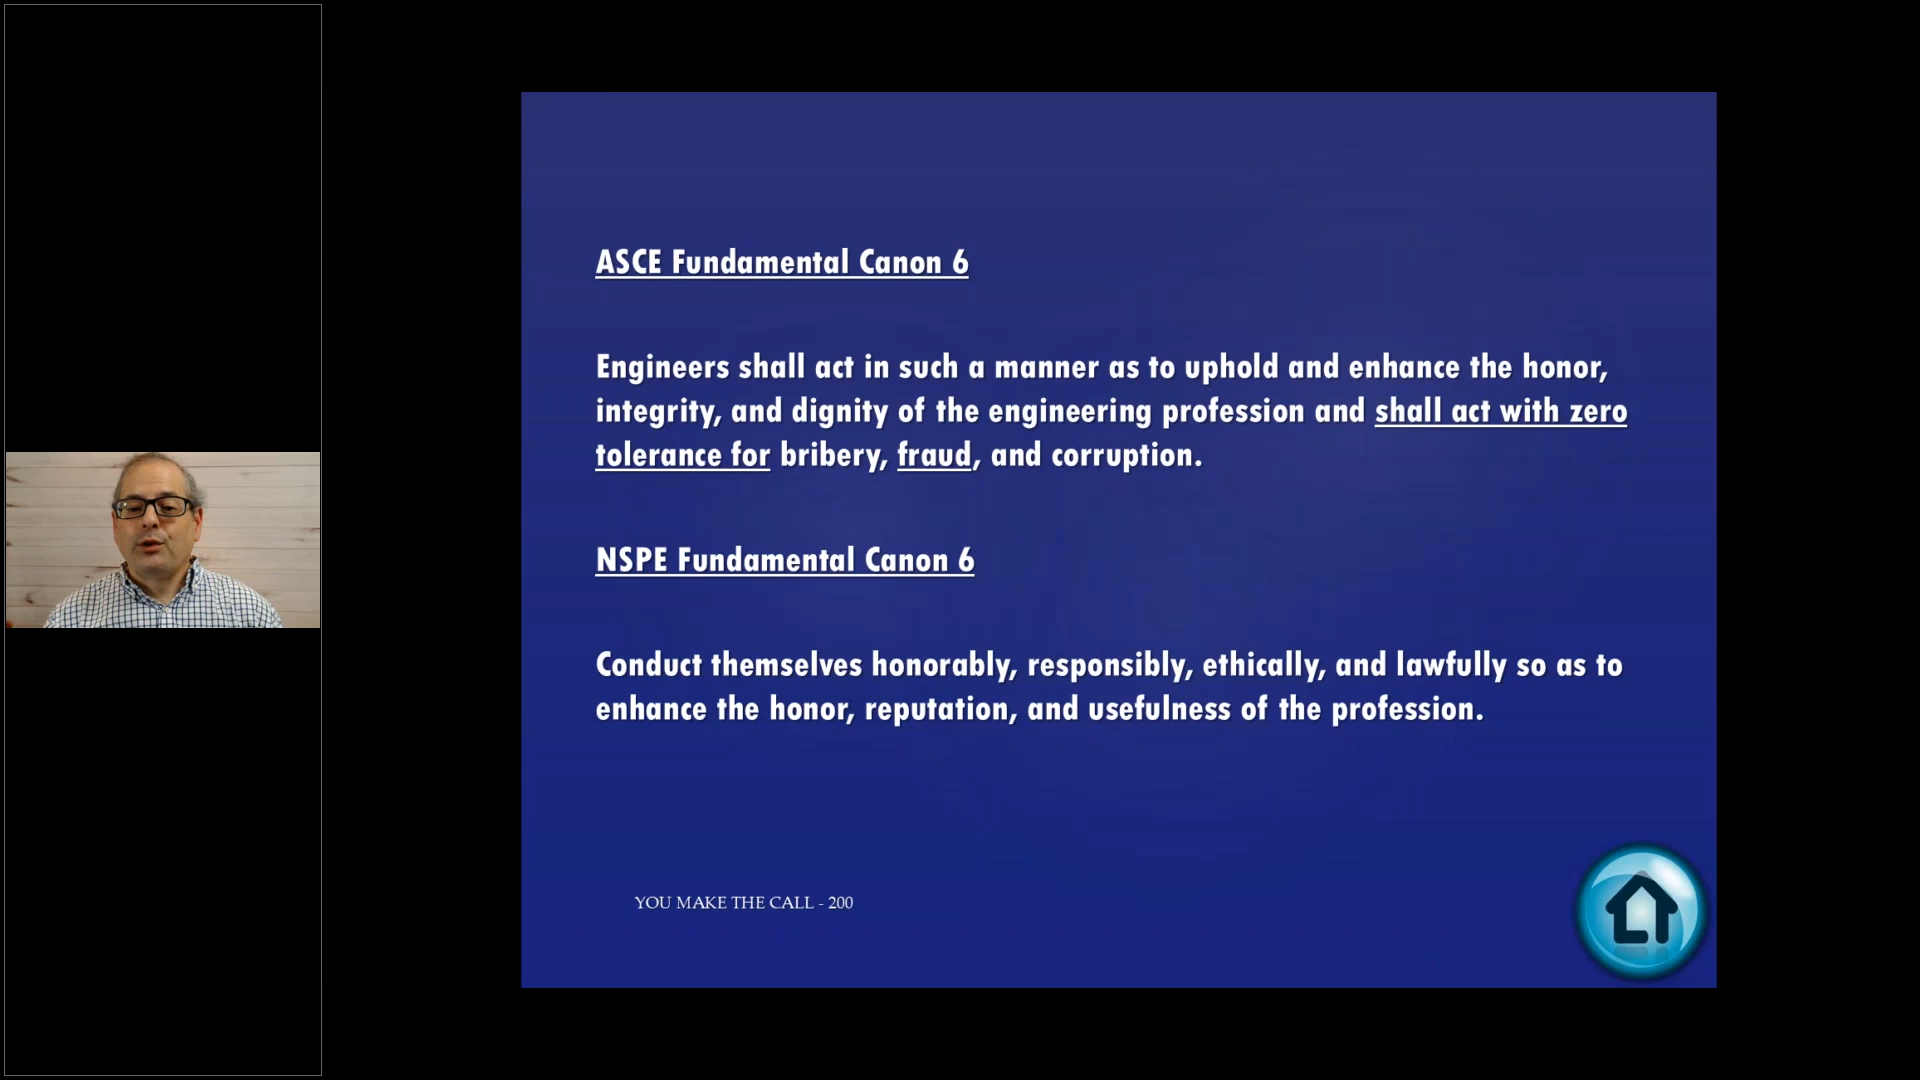 ASCE Fundamental Canon 6
Engineers shall act in such a manner as to uphold and enhance the honor,
integrity, and dignity of the engineering profession and shall act with zero
tolerance for bribery, fraud, and corruption.
NSPE Fundamental Canon 6
Conduct themselves honorably, responsibly, ethically, and lawfully so as to
enhance the honor, reputation, and usefulness of the profession.
YOU MAKE THE CALL - 200